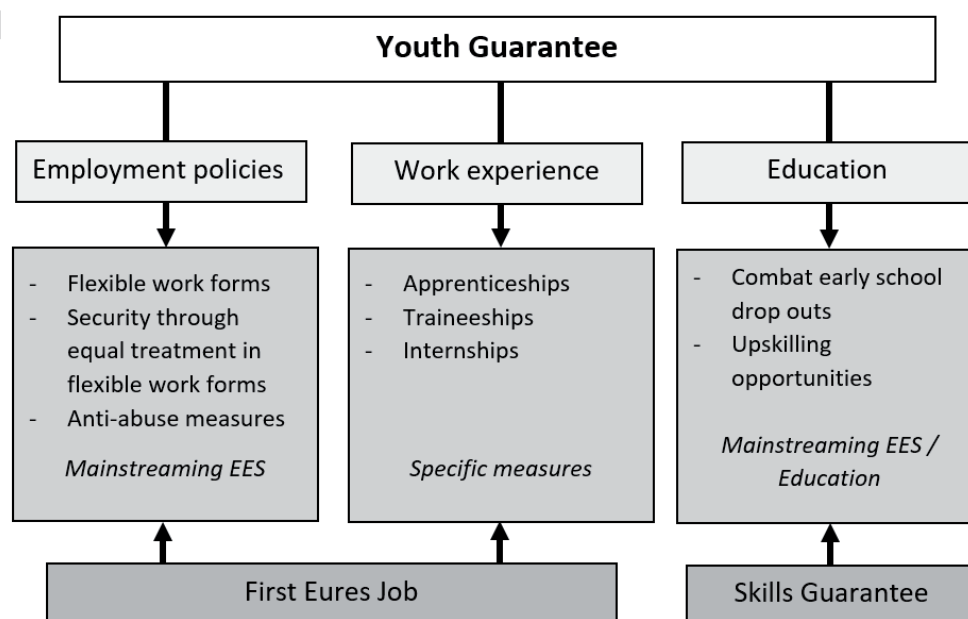 Youth Guarantee
Employment policies
Work experience
Education
- Flexible work forms
- Security through
equal treatment in
flexible work forms
- Anti-abuse measures
Mainstreaming EES
- Apprenticeships
- Traineeships
- Internships
Specific measures
- Combat early school
drop outs
- Upskilling
opportunities
Mainstreaming EES /
Education
First Eures Job
Skills Guarantee